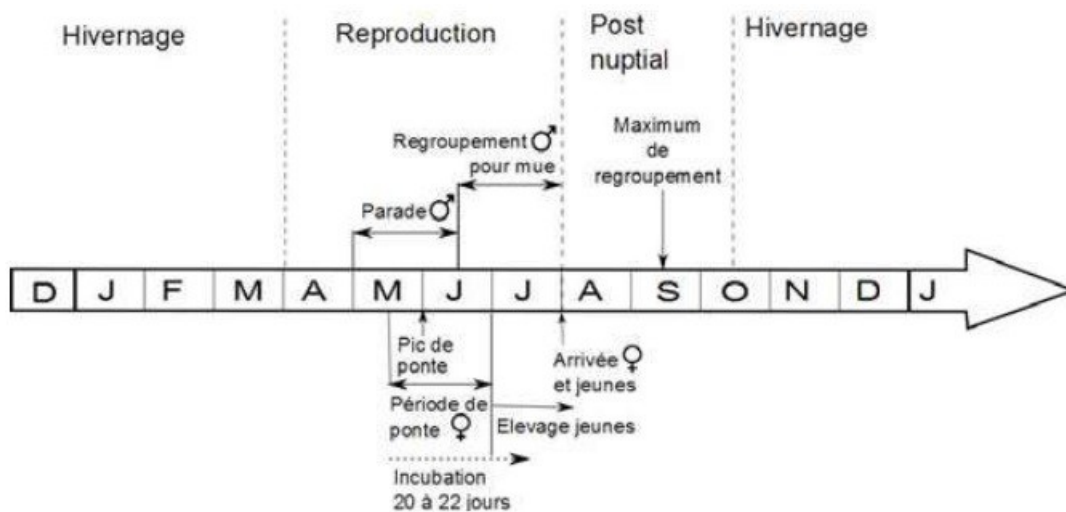 Hivernage
Reproduction
Post
nuptial
Hivernage
Maximum
de
regroupement
Regroupement ♂
pour mue
Parade ♂
D J F M A M J J A S O N D J
Pic de
ponte
Arrivée ♀
et jeunes
Période de
ponte ♀
Elevage jeunes
Incubation
20 à 22 jours